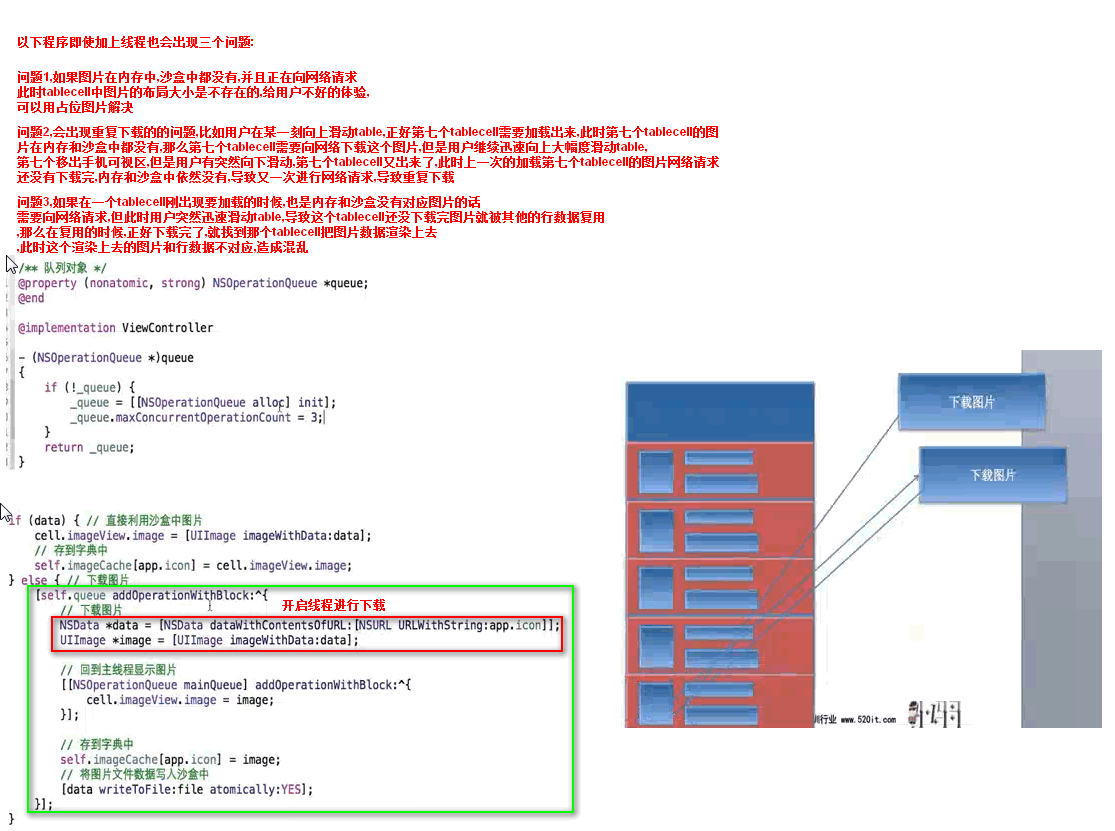 以下程序即使加上线程也会出现三个问题:
问题1,如果图片在内存中,沙盒中都没有,并且正在向网络请求
此时tablecell中图片的布局大小是不存在的,给用户不好的体验,
可以用占位图片解决
问题2,会出现重复下载的的问题,比如用户在某一刻向上滑动table,正好第七个tablecell需要加载出来,此时第七个tablecell的图
片在内存和沙盒中都没有,那么第七个tablecell需要向网络下载这个图片,但是用户继续迅速向上大幅度滑动table,
第七个移出手机可视区,但是用户有突然向下滑动,第七个tablecell又出来了,此时上一次的加载第七个tablecell的图片网络请求
还没有下载完,内存和沙盒中依然没有,导致又一次进行网络请求,导致重复下载
问题3,如果在一个tablecell刚出现要加载的时候,也是内存和沙盒没有对应图片的话
需要向网络请求,但此时用户突然迅速滑动table,导致这个tablecell还没下载完图片就被其他的行数据复用
,那么在复用的时候,正好下载完了,就找到那个tablecell把图片数据渲染上去
,此时这个渲染上去的图片和行数据不对应,造成混乱
/** 队列对象 */
@property (nonatomic, strong) NSOperationQueue *queue;
@end
@implementation ViewController
- (NSOperationQueue *)queue
{
if (!_queue) {
_queue = [[NSOperationQueue alloc] init];
_queue.maxConcurrentOperationCount = 3;
}
return _queue;
}
if (data) { // 直接利用沙盒中图片
cell.imageView.image = [UIImage imageWithData:data];
// 存到字典中
self.imageCache[app.icon] = cell.imageView.image;
} else { // 下载图片
[self.queue addOperationWithBlock:^{
// 下载图片
开启线程进行下载
NSData *data = [NSData dataWithContentsOfURL:[NSURL URLWithString:app.icon]];
UIImage *image = [UIImage imageWithData:data];
// 回到主线程显示图片
[[NSOperationQueue mainQueue] addOperationWithBlock:^{
cell.imageView.image = image;
}];
// 存到字典中
self.imageCache[app.icon] = image;
// 将图片文件数据写入沙盒中
[data writeToFile:file atomically:YES];
}];
}
下载图片
下载图片
训行业 www.520it.com